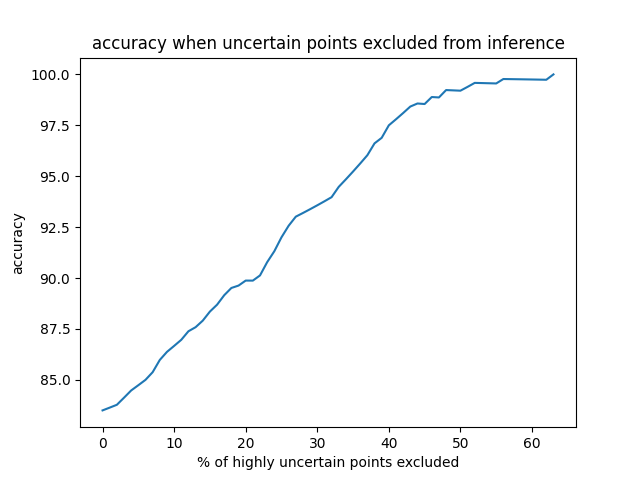 accuracy when uncertain points excluded from inference
100.0
97.5
95.0
92.5
90.0
87.5
85.0
accuracy
0 10 20 30 40 50 60
% of highly uncertain points excluded